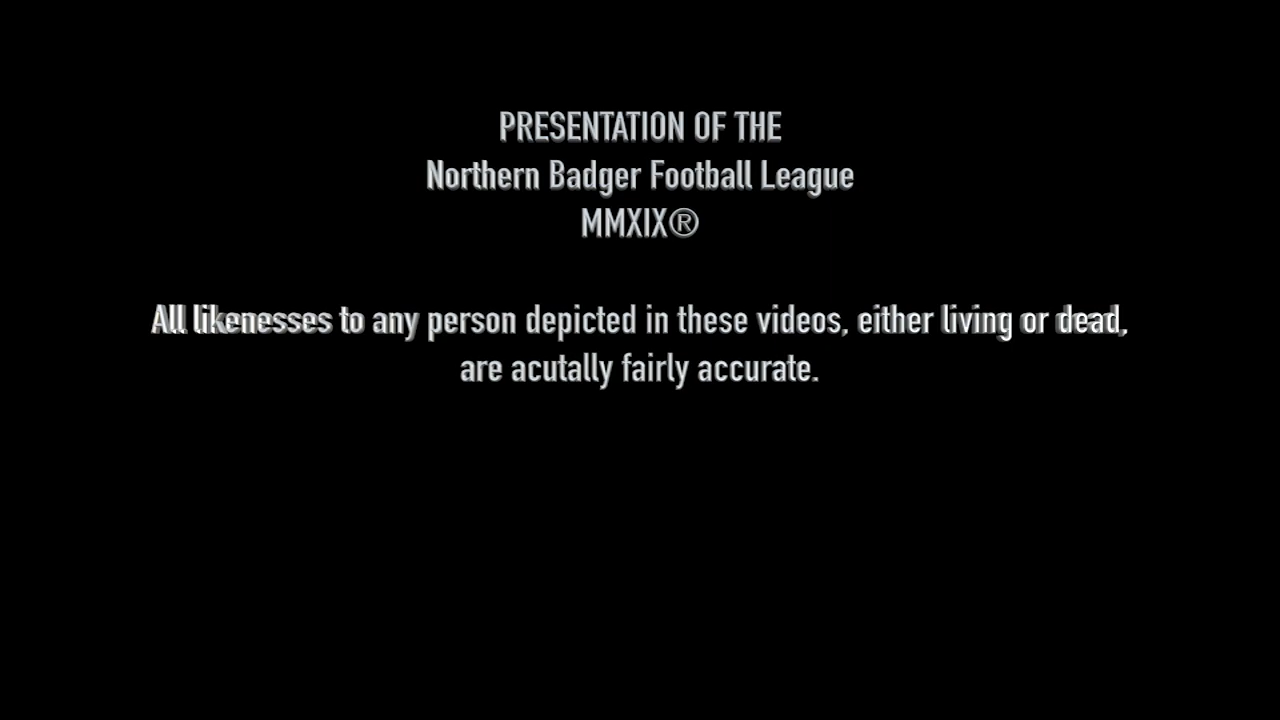 PRESENTATION OF THE
Northern Badger Football League
MMXIX®
All likenesses to any person depicted in these videos, either living or dead,
are acutally fairly accurate.